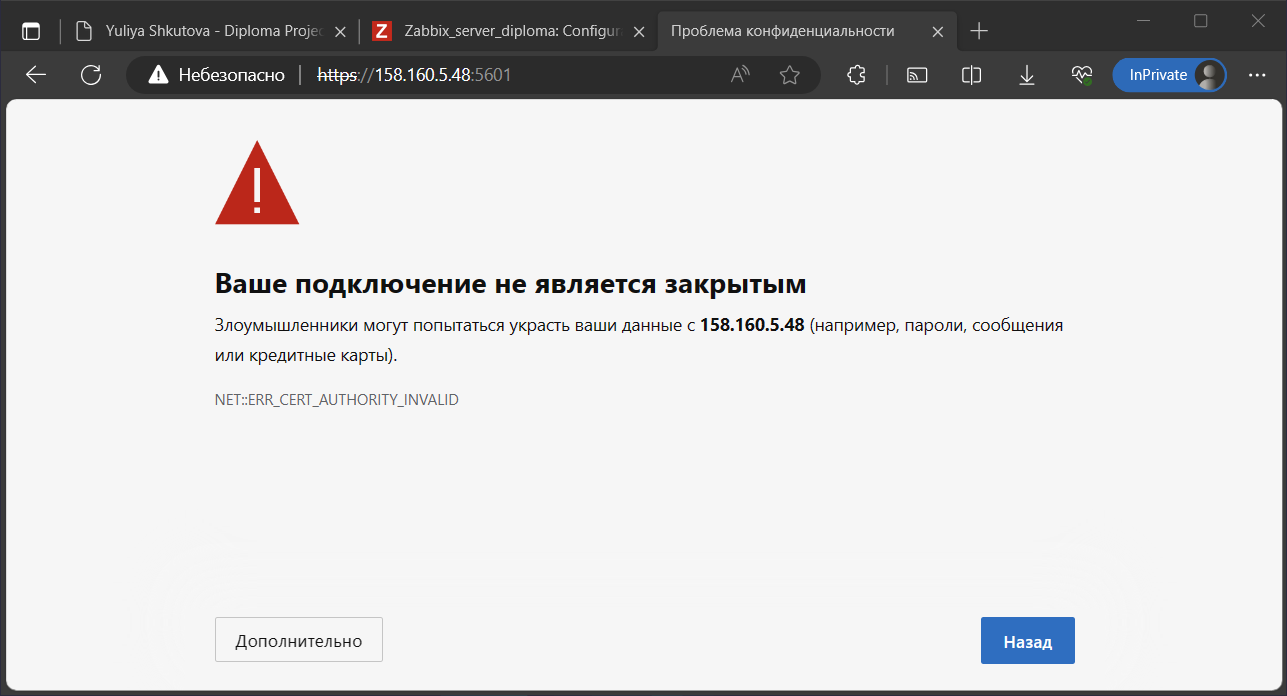 Yuliya Shkutova - Diploma Projec
Zabbix_server_diploma: Configur
Проблема конфиденциальности
Небезопасно
https://158.160.5.48:5601
A
InPrivate
!
Ваше подключение не является закрытым
Злоумышленники могут попытаться украсть ваши данные с 158.160.5.48 (например, пароли, сообщения
или кредитные карты).
NET::ERR_CERT_AUTHORITY_INVALID
Дополнительно
Назад